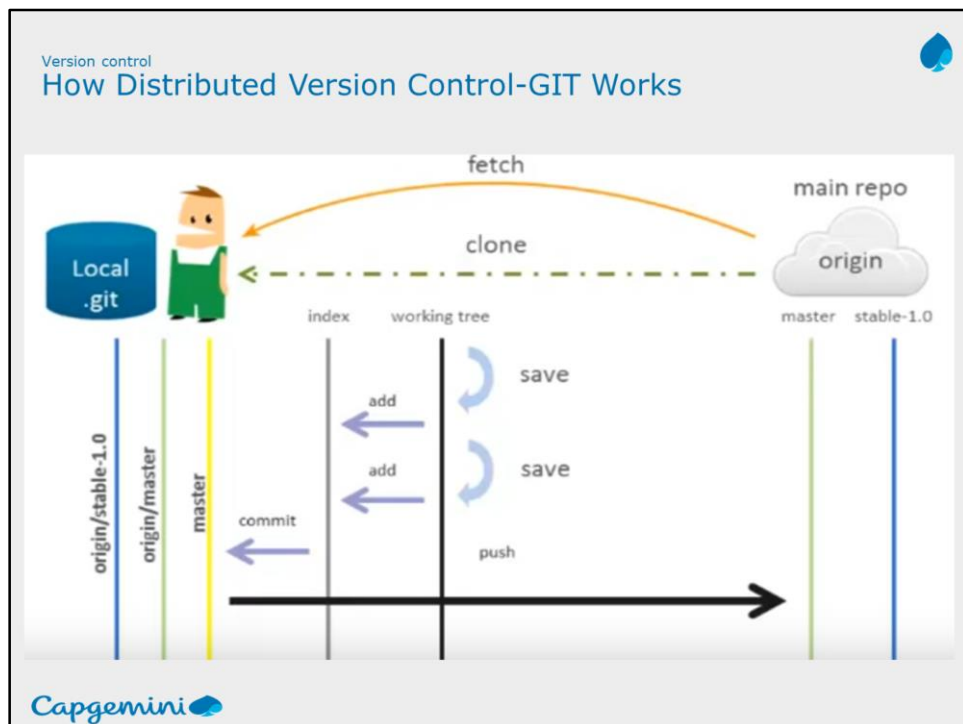 Version control
How Distributed Version Control-GIT Works
fetch
main repo
clone
origin
Local
.git
index
working tree
master
stable-1.0
save
add
save
add
commit
push
origin/stable-1.0
origin/master
master
Capgemini